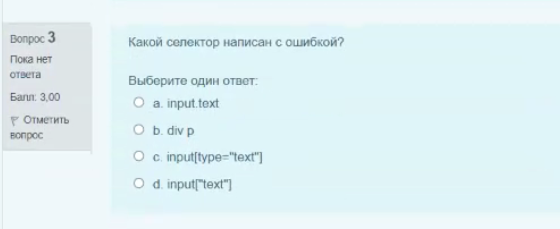 Вопрос 3
Пока нет
ответа
Балл: 3,00
Отметить
вопрос
Какой селектор написан с ошибкой?
Выберите один ответ:
a. input.text
b. div p
c. input[type="text"]
d. input["text"]